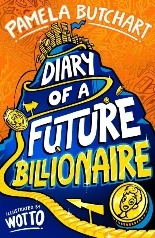 PAMELA BUTCHART
DIARY
OF A
FUTURE
BILLIONAIRE
ILLUSTRATED BY
WOTTO